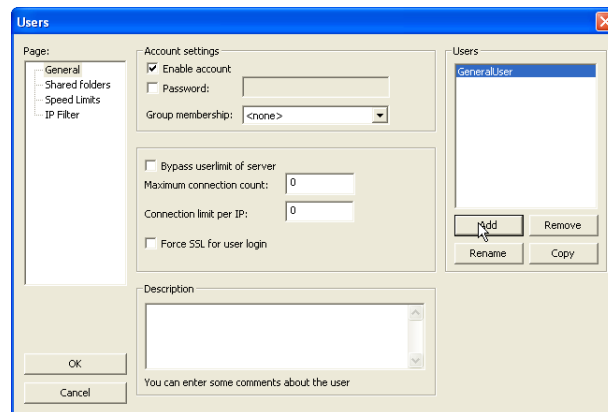 Users
Page:
General
Shared folders
Speed Limits
IP Filter
Account settings
Enable account
Password:
Group membership: <none>
Bypass userlimit of server
Maximum connection count: 0
Connection limit per IP: 0
Force SSL for user login
Description
You can enter some comments about the user
Users
GeneralUser
Add Remove
Rename Copy
OK
Cancel